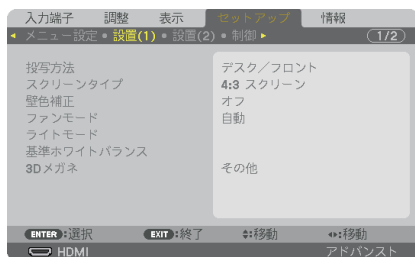 入力端子 調整 表示 セットアップ 情報
◂ メニュー設定 • 設置(1) • 設置(2) • 制御 ▸ 1/2
投写方法 デスク／フロント
スクリーンタイプ 4:3 スクリーン
壁色補正 オフ
ファンモード 自動
ライトモード
基準ホワイトバランス
3Dメガネ その他
ENTER:選択 EXIT:終了 :移動 :移動
HDMI アドバンスト